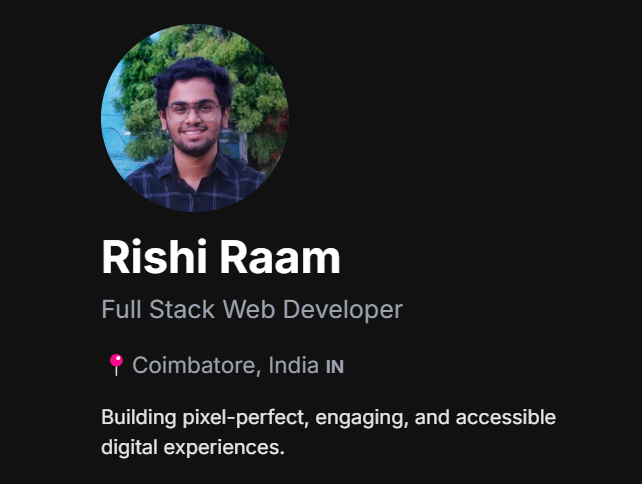 Rishi Raam
Full Stack Web Developer
📍 Coimbatore, India IN
Building pixel-perfect, engaging, and accessible
digital experiences.